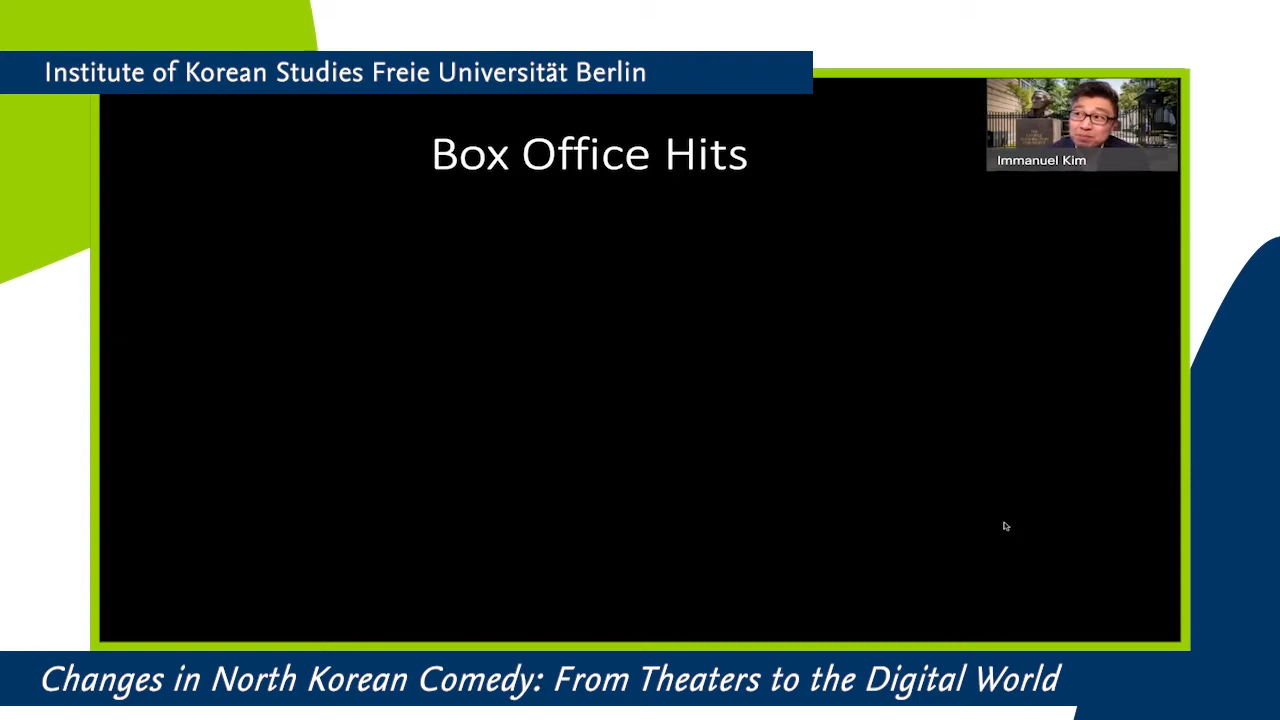 Institute of Korean Studies Freie Universität Berlin
Box Office Hits
Immanuel Kim
Changes in North Korean Comedy: From Theaters to the Digital World